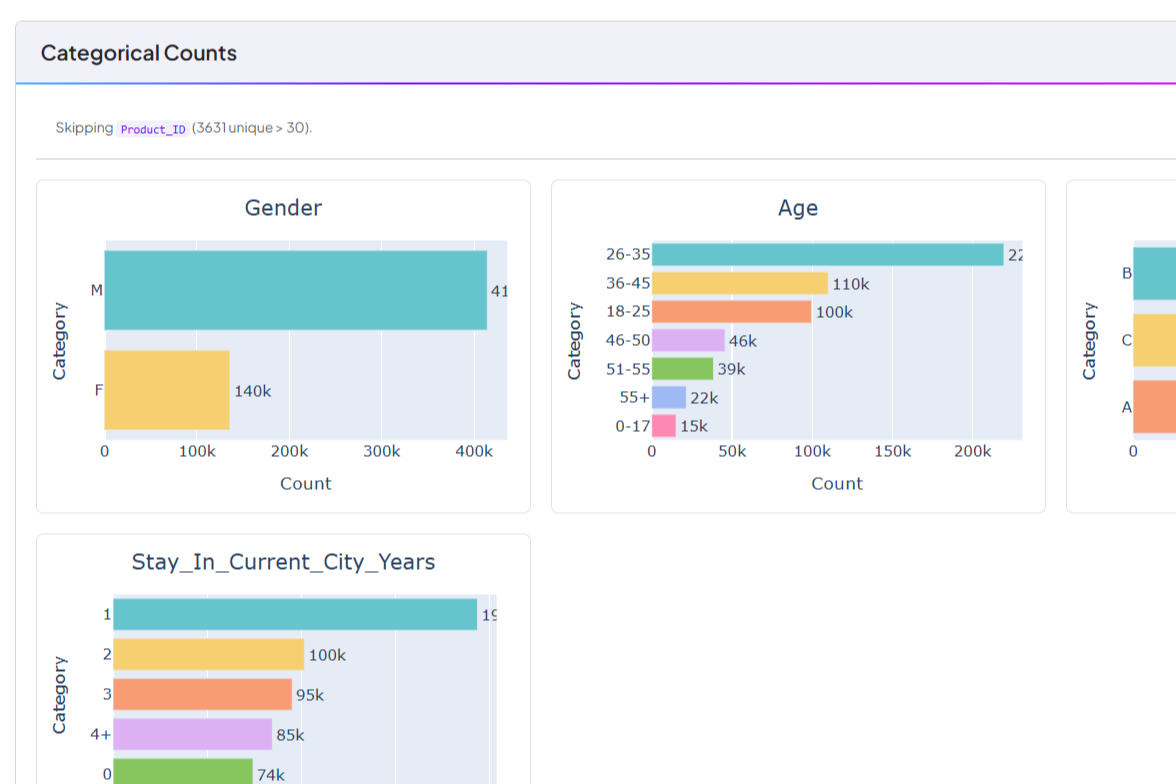 Categorical Counts
Skipping Product_ID (3631 unique > 30).
Gender
Category
M
41
F
140k
0 100k 200k 300k 400k
Count
Age
Category
26-35
22
36-45
110k
18-25
100k
46-50
46k
51-55
39k
55+
22k
0-17
15k
0 50k 100k 150k 200k
Count
Category
B
C
A
0
Stay_In_Current_City_Years
Category
1
19
2
100k
3
95k
4+
85k
0
74k